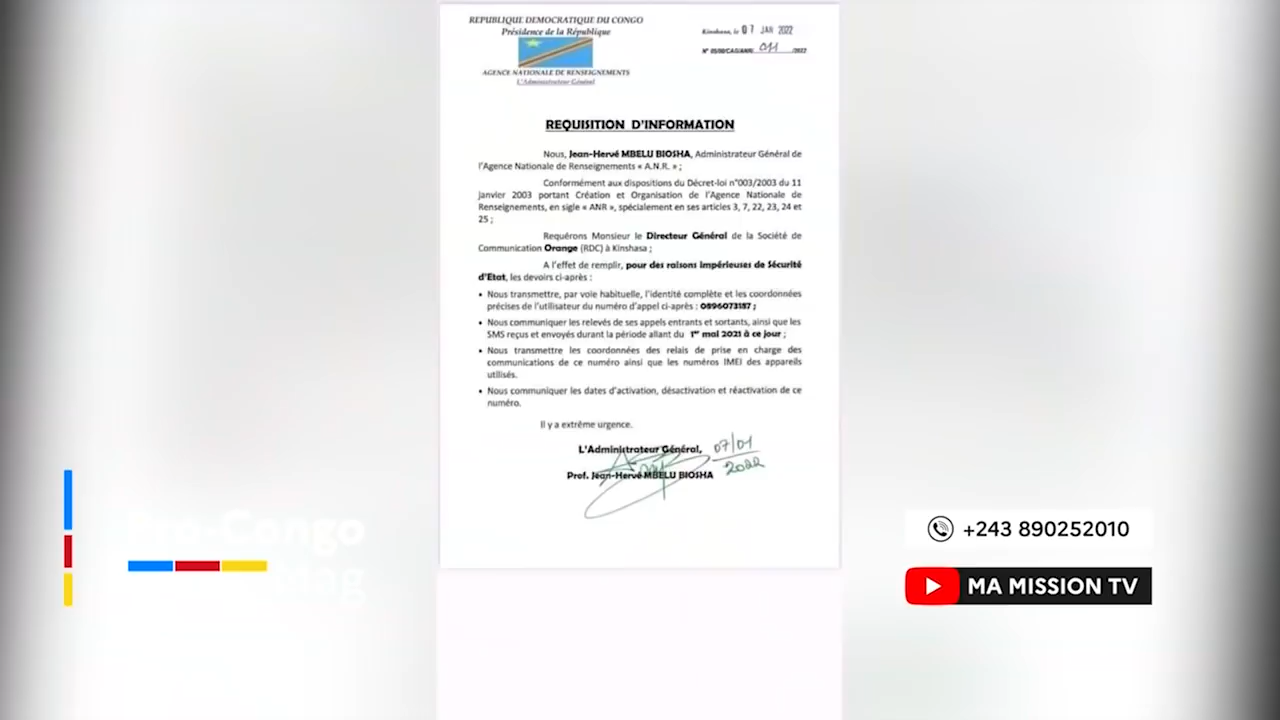 REPUBLIQUE DEMOCRATIQUE DU CONGO
Présidence de la République
AGENCE NATIONALE DE RENSEIGNEMENTS
L'Administrateur Général
Kinshasa, le 07 JAN 2022
N° 05/00/CAG/ANR/ 011 /2022
REQUISITION D'INFORMATION
Nous, Jean-Hervé MBELU BIOSHA, Administrateur Général de
l'Agence Nationale de Renseignements « A.N.R. » ;
Conformément aux dispositions du Décret-loi n°003/2003 du 11
janvier 2003 portant Création et Organisation de l'Agence Nationale de
Renseignements, en sigle « ANR », spécialement en ses articles 3, 7, 22, 23, 24 et
25 ;
Requérons Monsieur le Directeur Général de la Société de
Communication Orange (RDC) à Kinshasa ;
A l'effet de remplir, pour des raisons impérieuses de Sécurité
d'Etat, les devoirs ci-après :
• Nous transmettre, par voie habituelle, l'identité complète et les coordonnées
précises de l'utilisateur du numéro d'appel ci-après : 0896073187 ;
• Nous communiquer les relevés de ses appels entrants et sortants, ainsi que les
SMS reçus et envoyés durant la période allant du 1er mai 2021 à ce jour ;
• Nous transmettre les coordonnées des relais de prise en charge des
communications de ce numéro ainsi que les numéros IMEI des appareils
utilisés.
• Nous communiquer les dates d'activation, désactivation et réactivation de ce
numéro.
Il y a extrême urgence.
L'Administrateur Général,
07/01
2022
Prof. Jean-Hervé MBELU BIOSHA
Pro-Congo
Mag
+243 890252010
MA MISSION TV